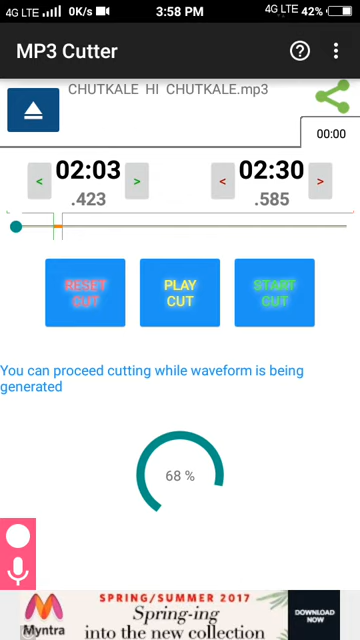 4G LTE 0K/s 3:58 PM 4G LTE 42%
MP3 Cutter
CHUTKALE HI CHUTKALE.mp3
00:00
< 02:03 > < 02:30 >
.423 .585
RESET CUT
PLAY CUT
START CUT
You can proceed cutting while waveform is being
generated
68 %
SPRING/SUMMER 2017
Spring-ing
into the new collection
Myntra
DOWNLOAD
NOW